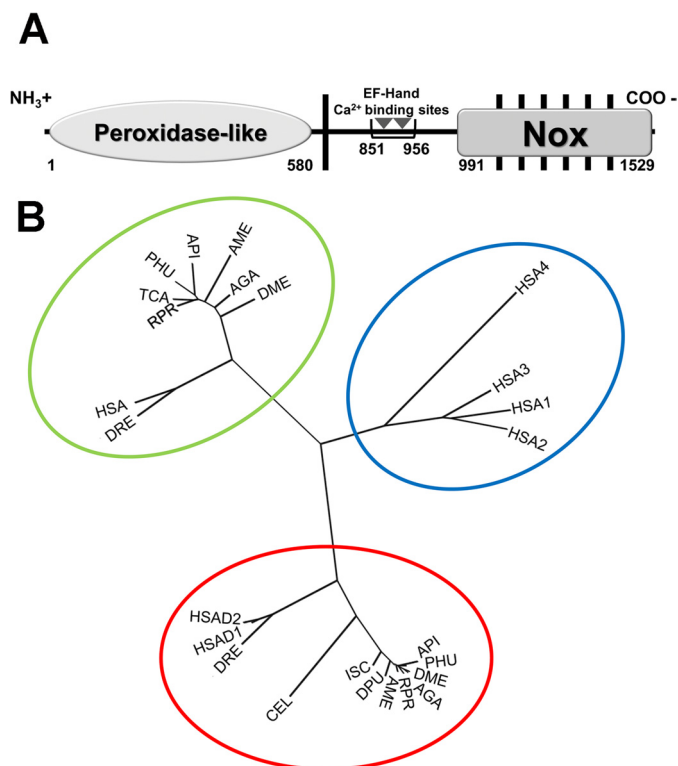 A
NH₃+
EF-Hand
Ca²⁺ binding sites
COO -
Peroxidase-like
Nox
1
580
851
956
991
1529
B
AME
API
PHU
AGA
TCA
DME
RPR
HSA
DRE
HSA4
HSA3
HSA1
HSA2
HSAD2
HSAD1
DRE
CEL
ISC
DPU
AME
RPR
AGA
DME
PHU
API